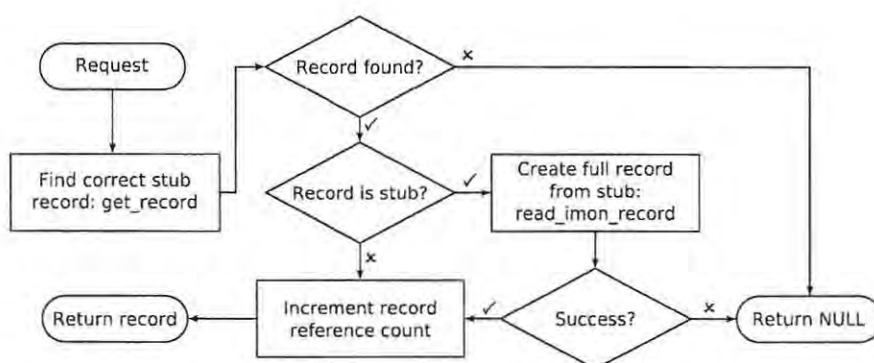 Request
Record found?
x
✓
Find correct stub
record: get_record
Record is stub?
✓
Create full record
from stub:
read_imon_record
x
Return record
Increment record
reference count
✓
Success?
x
Return NULL